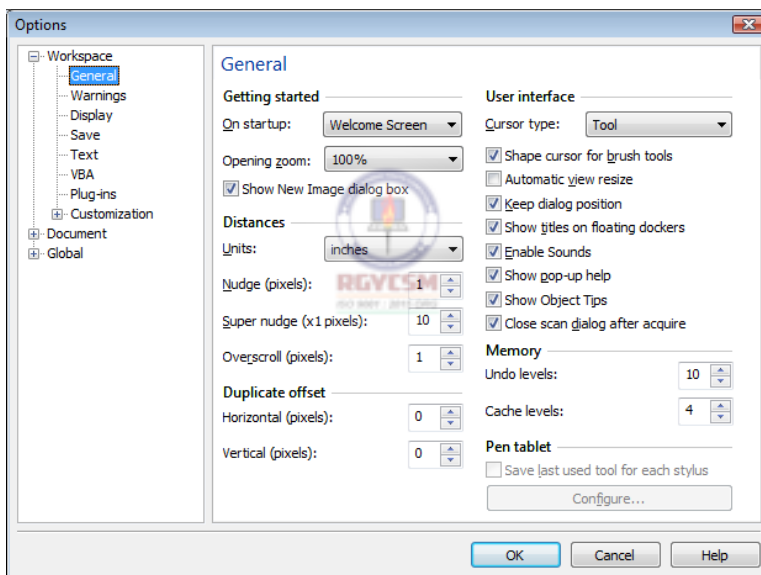 Options
Workspace
General
Warnings
Display
Save
Text
VBA
Plug-ins
Customization
Document
Global
General
Getting started
On startup: Welcome Screen
Opening zoom: 100%
Show New Image dialog box
Distances
Units: inches
Nudge (pixels): 1
Super nudge (x1 pixels): 10
Overscroll (pixels): 1
Duplicate offset
Horizontal (pixels): 0
Vertical (pixels): 0
User interface
Cursor type: Tool
Shape cursor for brush tools
Automatic view resize
Keep dialog position
Show titles on floating dockers
Enable Sounds
Show pop-up help
Show Object Tips
Close scan dialog after acquire
Memory
Undo levels: 10
Cache levels: 4
Pen tablet
Save last used tool for each stylus
Configure...
RGYCSM
ISO 9001 : 2015 ORG
OK Cancel Help